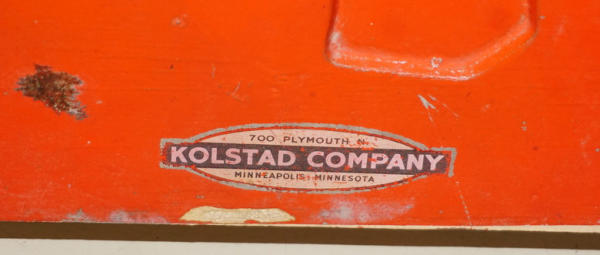 700 PLYMOUTH N.
KOLSTAD COMPANY
MINNEAPOLIS, MINNESOTA